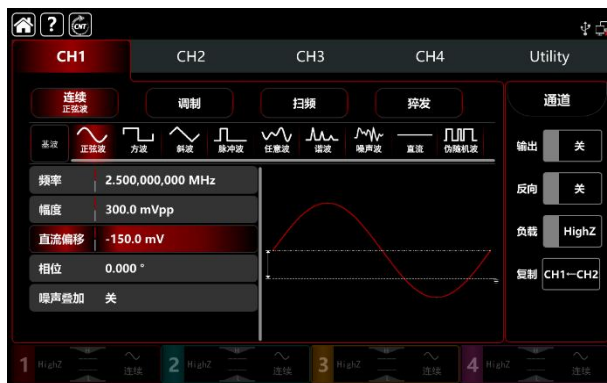 ? CNT
CH1 CH2 CH3 CH4 Utility
连续
正弦波
调制 扫频 猝发 通道
基波 正弦波 方波 斜波 脉冲波 任意波 谐波 噪声波 直流 伪随机波
输出 关
频率 2.500,000,000 MHz
反向 关
幅度 300.0 mVpp
负载 HighZ
直流偏移 -150.0 mV
相位 0.000 °
复制 CH1←CH2
噪声叠加 关
1 HighZ 连续 2 HighZ 连续 3 HighZ 连续 4 HighZ 连续